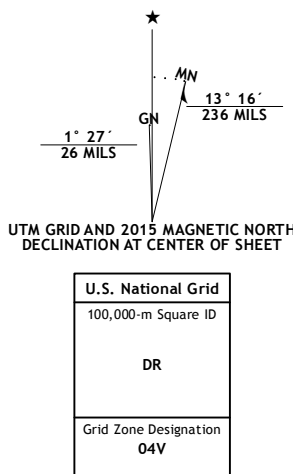 ★
MN
GN
13° 16´
236 MILS
1° 27´
26 MILS
UTM GRID AND 2015 MAGNETIC NORTH
DECLINATION AT CENTER OF SHEET
U.S. National Grid
100,000-m Square ID
DR
Grid Zone Designation
04V